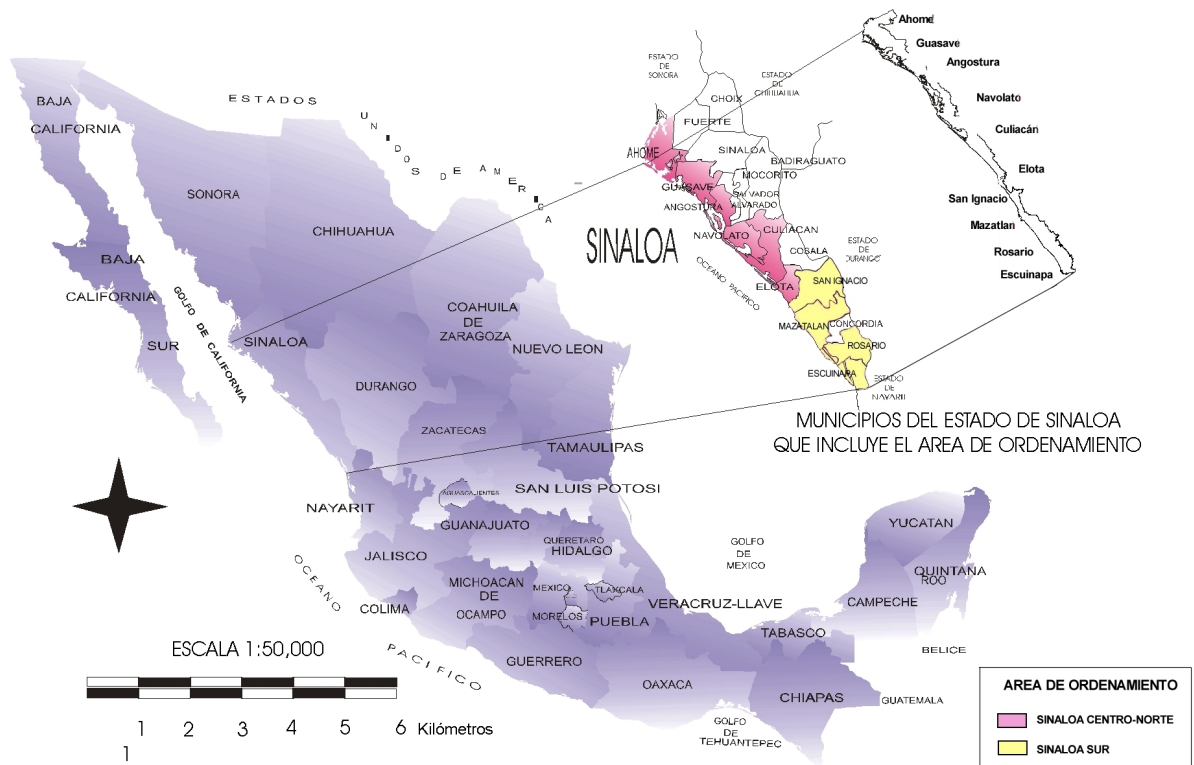 BAJA
CALIFORNIA
ESTADOS
UNIDOS DE AMERICA
SONORA
CHIHUAHUA
BAJA
CALIFORNIA
SUR
GOLFO DE CALIFORNIA
SINALOA
COAHUILA
DE
ZARAGOZA
NUEVO LEON
DURANGO
ZACATECAS
TAMAULIPAS
AGUASCALIENTES
SAN LUIS POTOSI
NAYARIT
GUANAJUATO
QUERETARO
HIDALGO
JALISCO
MICHOACAN
DE
OCAMPO
MEXICO
TLAXCALA
COLIMA
MORELOS
PUEBLA
VERACRUZ-LLAVE
GUERRERO
OAXACA
TABASCO
CHIAPAS
CAMPECHE
YUCATAN
QUINTANA
ROO
BELICE
GUATEMALA
GOLFO
DE
MEXICO
GOLFO
DE
TEHUANTEPEC
OCEANO
PACIFICO
ESCALA 1:50,000
1 2 3 4 5 6 Kilómetros
1
ESTADO
DE
SONORA
ESTADO
DE
CHIHUAHUA
CHOIX
FUERTE
AHOME
SINALOA
BADIRAGUATO
MOCORITO
GUASAVE
SALVADOR
ALVARADO
ANGOSTURA
NAVOLATO
CULIACAN
COSALA
ESTADO
DE
DURANGO
SINALOA
OCEANO PACIFICO
ELOTA
SAN IGNACIO
MAZATALAN
CONCORDIA
ROSARIO
ESCUINAPA
ESTADO
DE
NAYARIT
Ahome
Guasave
Angostura
Navolato
Culiacán
Elota
San Ignacio
Mazatlan
Rosario
Escuinapa
MUNICIPIOS DEL ESTADO DE SINALOA
QUE INCLUYE EL AREA DE ORDENAMIENTO
AREA DE ORDENAMIENTO
SINALOA CENTRO-NORTE
SINALOA SUR